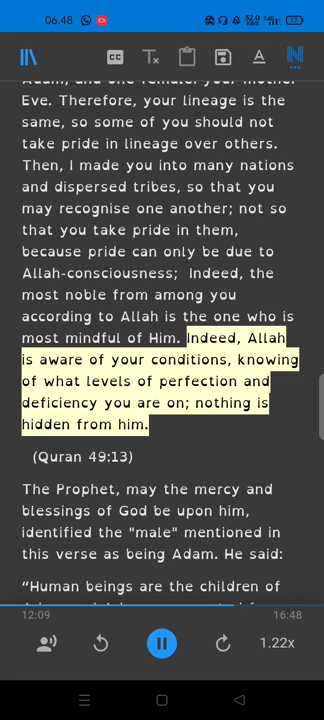 06.48
77
CC
Eve. Therefore, your lineage is the
same, so some of you should not
take pride in lineage over others.
Then, I made you into many nations
and dispersed tribes, so that you
may recognise one another; not so
that you take pride in them,
because pride can only be due to
Allah-consciousness;  Indeed, the
most noble from among you
according to Allah is the one who is
most mindful of Him. Indeed, Allah
is aware of your conditions, knowing
of what levels of perfection and
deficiency you are on; nothing is
hidden from him.
(Quran 49:13)
The Prophet, may the mercy and
blessings of God be upon him,
identified the "male" mentioned in
this verse as being Adam. He said:
“Human beings are the children of
12:09
16:48
1.22x